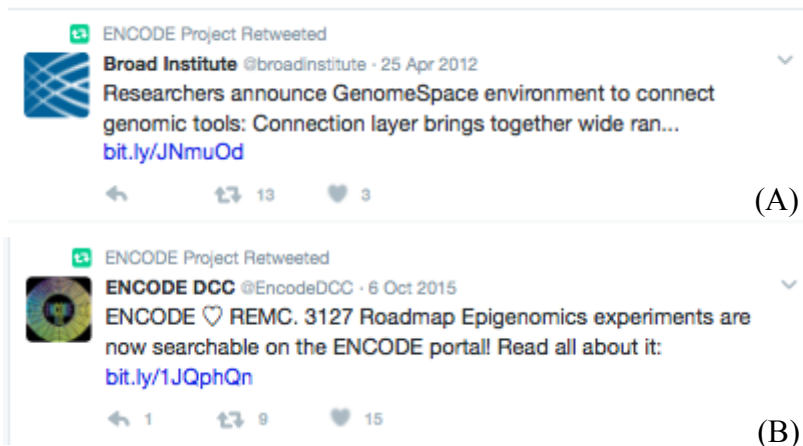 ENCODE Project Retweeted
Broad Institute @broadinstitute · 25 Apr 2012
Researchers announce GenomeSpace environment to connect
genomic tools: Connection layer brings together wide ran...
bit.ly/JNmuOd
13 3
(A)
ENCODE Project Retweeted
ENCODE DCC @EncodeDCC · 6 Oct 2015
ENCODE ♡ REMC. 3127 Roadmap Epigenomics experiments are
now searchable on the ENCODE portal! Read all about it:
bit.ly/1JQphQn
1 9 15
(B)